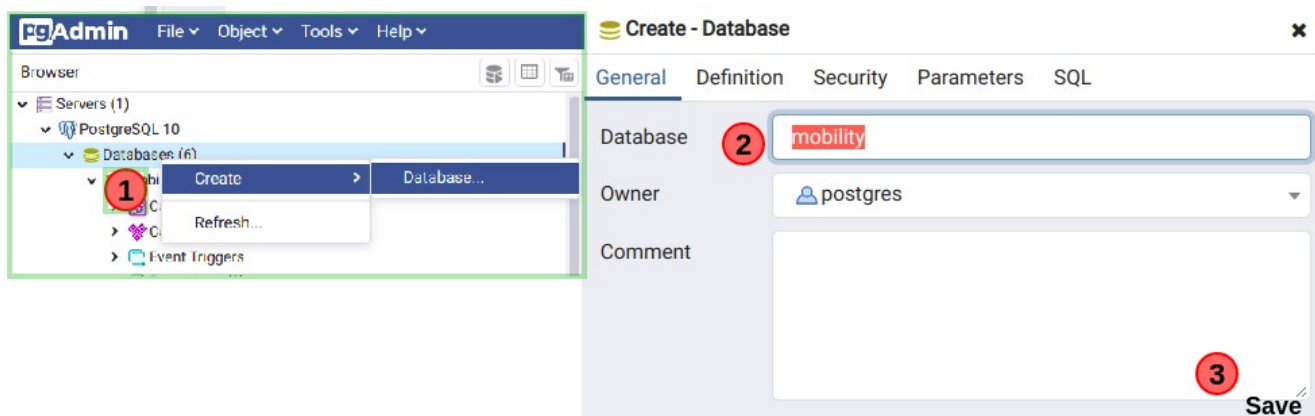 pgAdmin File Object Tools Help
Browser
Servers (1)
PostgreSQL 10
Databases (6)
1
Create
Database...
Refresh...
Event Triggers
Create - Database
General Definition Security Parameters SQL
Database
2
mobility
Owner
postgres
Comment
3
Save